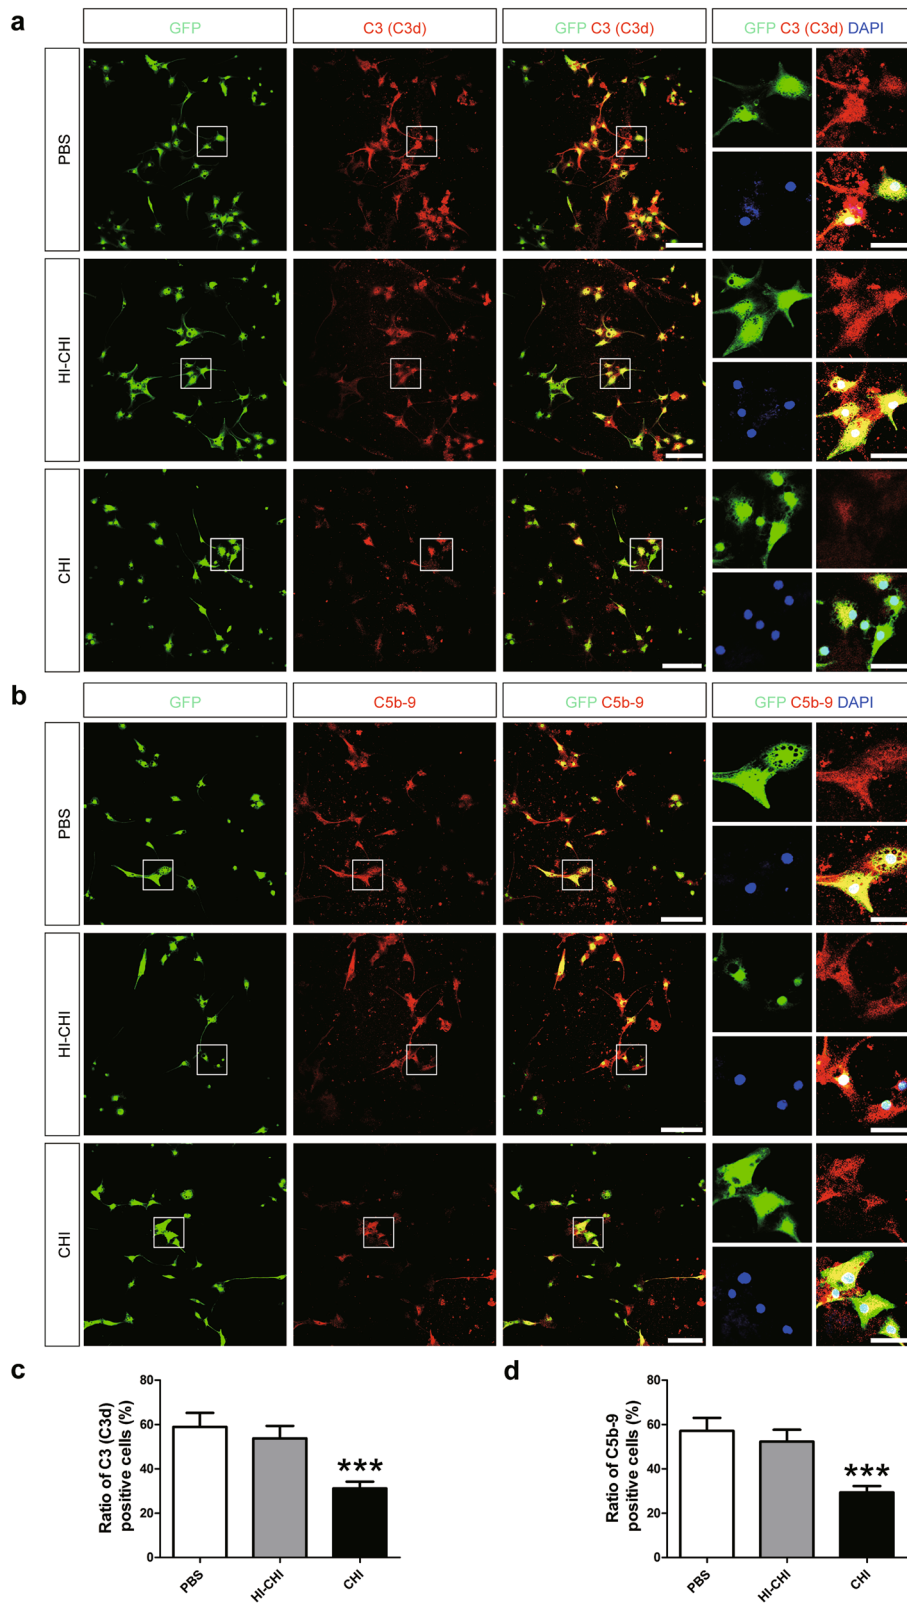 a
GFP
C3 (C3d)
GFP C3 (C3d)
GFP C3 (C3d) DAPI
PBS
HI-CHI
CHI
b
GFP
C5b-9
GFP C5b-9
GFP C5b-9 DAPI
PBS
HI-CHI
CHI
c
Ratio of C3 (C3d)
positive cells (%)
80
60
40
20
0
***
PBS
HI-CHI
CHI
d
Ratio of C5b-9
positive cells (%)
80
60
40
20
0
***
PBS
HI-CHI
CHI